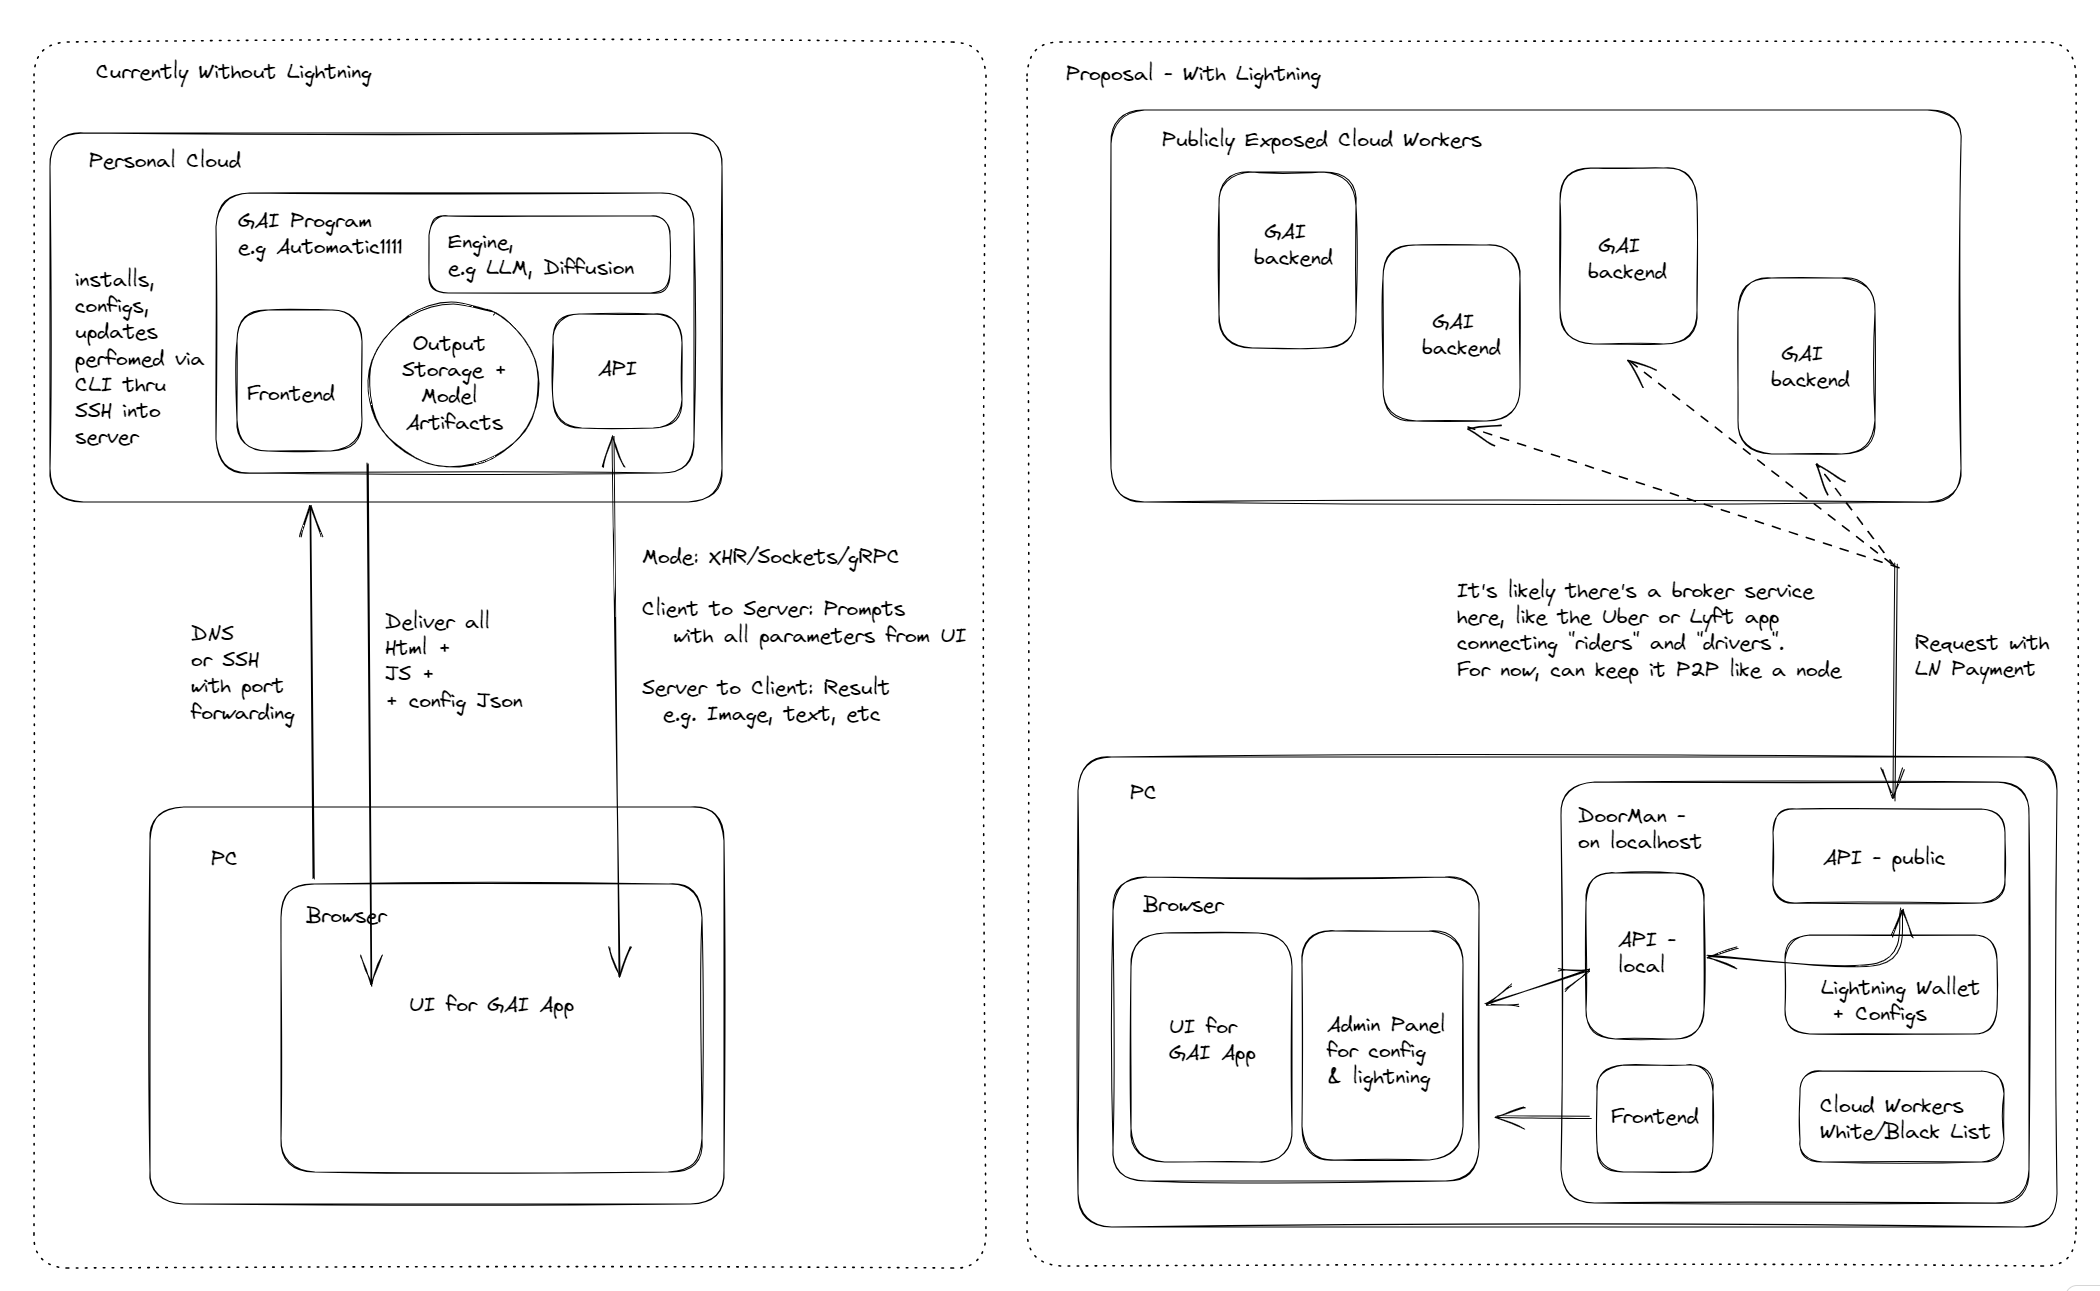 Currently Without Lightning
Personal Cloud
GAI Program
e.g Automatic1111
Engine,
e.g LLM, Diffusion
installs,
configs,
updates
perfomed via
CLI thru
SSH into
server
Frontend
Output
Storage +
Model
Artifacts
API
DNS
or SSH
with port
forwarding
Deliver all
Html +
JS +
+ config Json
Mode: XHR/Sockets/gRPC
Client to Server: Prompts
with all parameters from UI
Server to Client: Result
e.g. Image, text, etc
PC
Browser
UI for GAI App
Proposal - With Lightning
Publicly Exposed Cloud Workers
GAI
backend
GAI
backend
GAI
backend
GAI
backend
It's likely there's a broker service
here, like the Uber or Lyft app
connecting "riders" and "drivers".
For now, can keep it P2P like a node
Request with
LN Payment
PC
Browser
UI for
GAI App
Admin Panel
for config
& lightning
DoorMan -
on localhost
API - public
API -
local
Lightning Wallet
+ Configs
Frontend
Cloud Workers
White/Black List